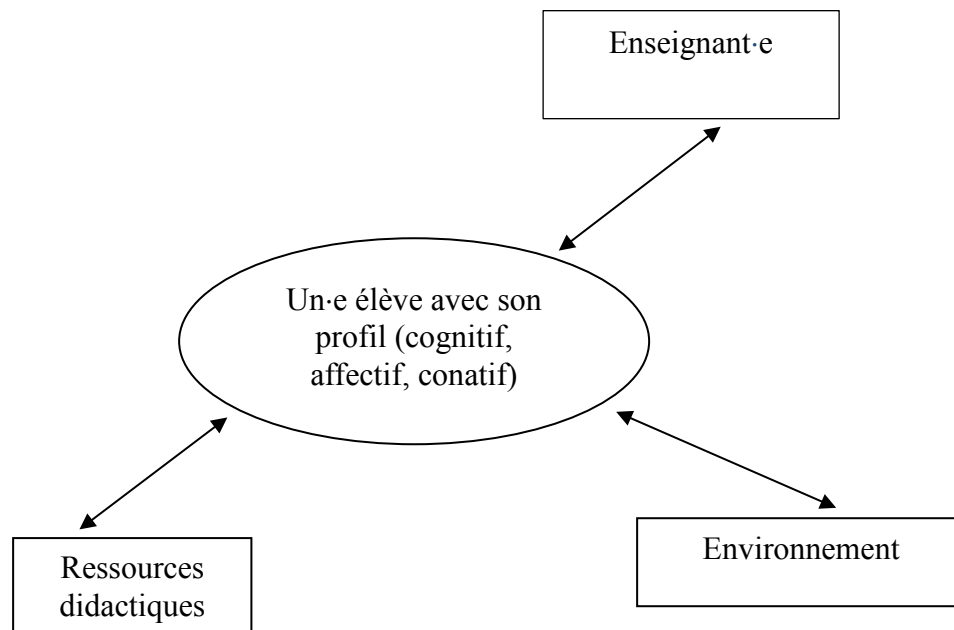 Enseignant·e
Un·e élève avec son
profil (cognitif,
affectif, conatif)
Ressources
didactiques
Environnement